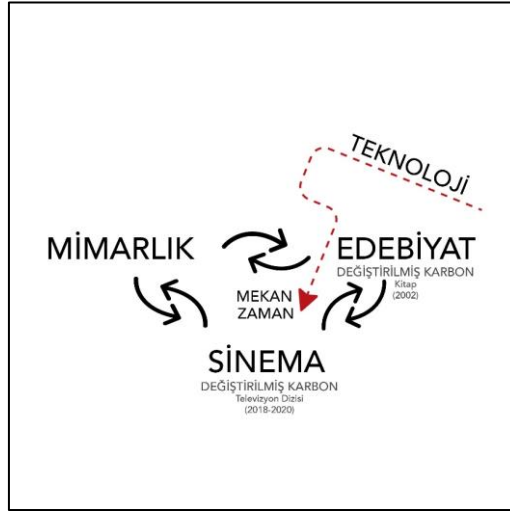 TEKNOLOJİ
MİMARLIK
EDEBİYAT
DEĞİŞTİRİLMİŞ KARBON
Kitap
(2002)
MEKAN
ZAMAN
SİNEMA
DEĞİŞTİRİLMİŞ KARBON
Televizyon Dizisi
(2018-2020)